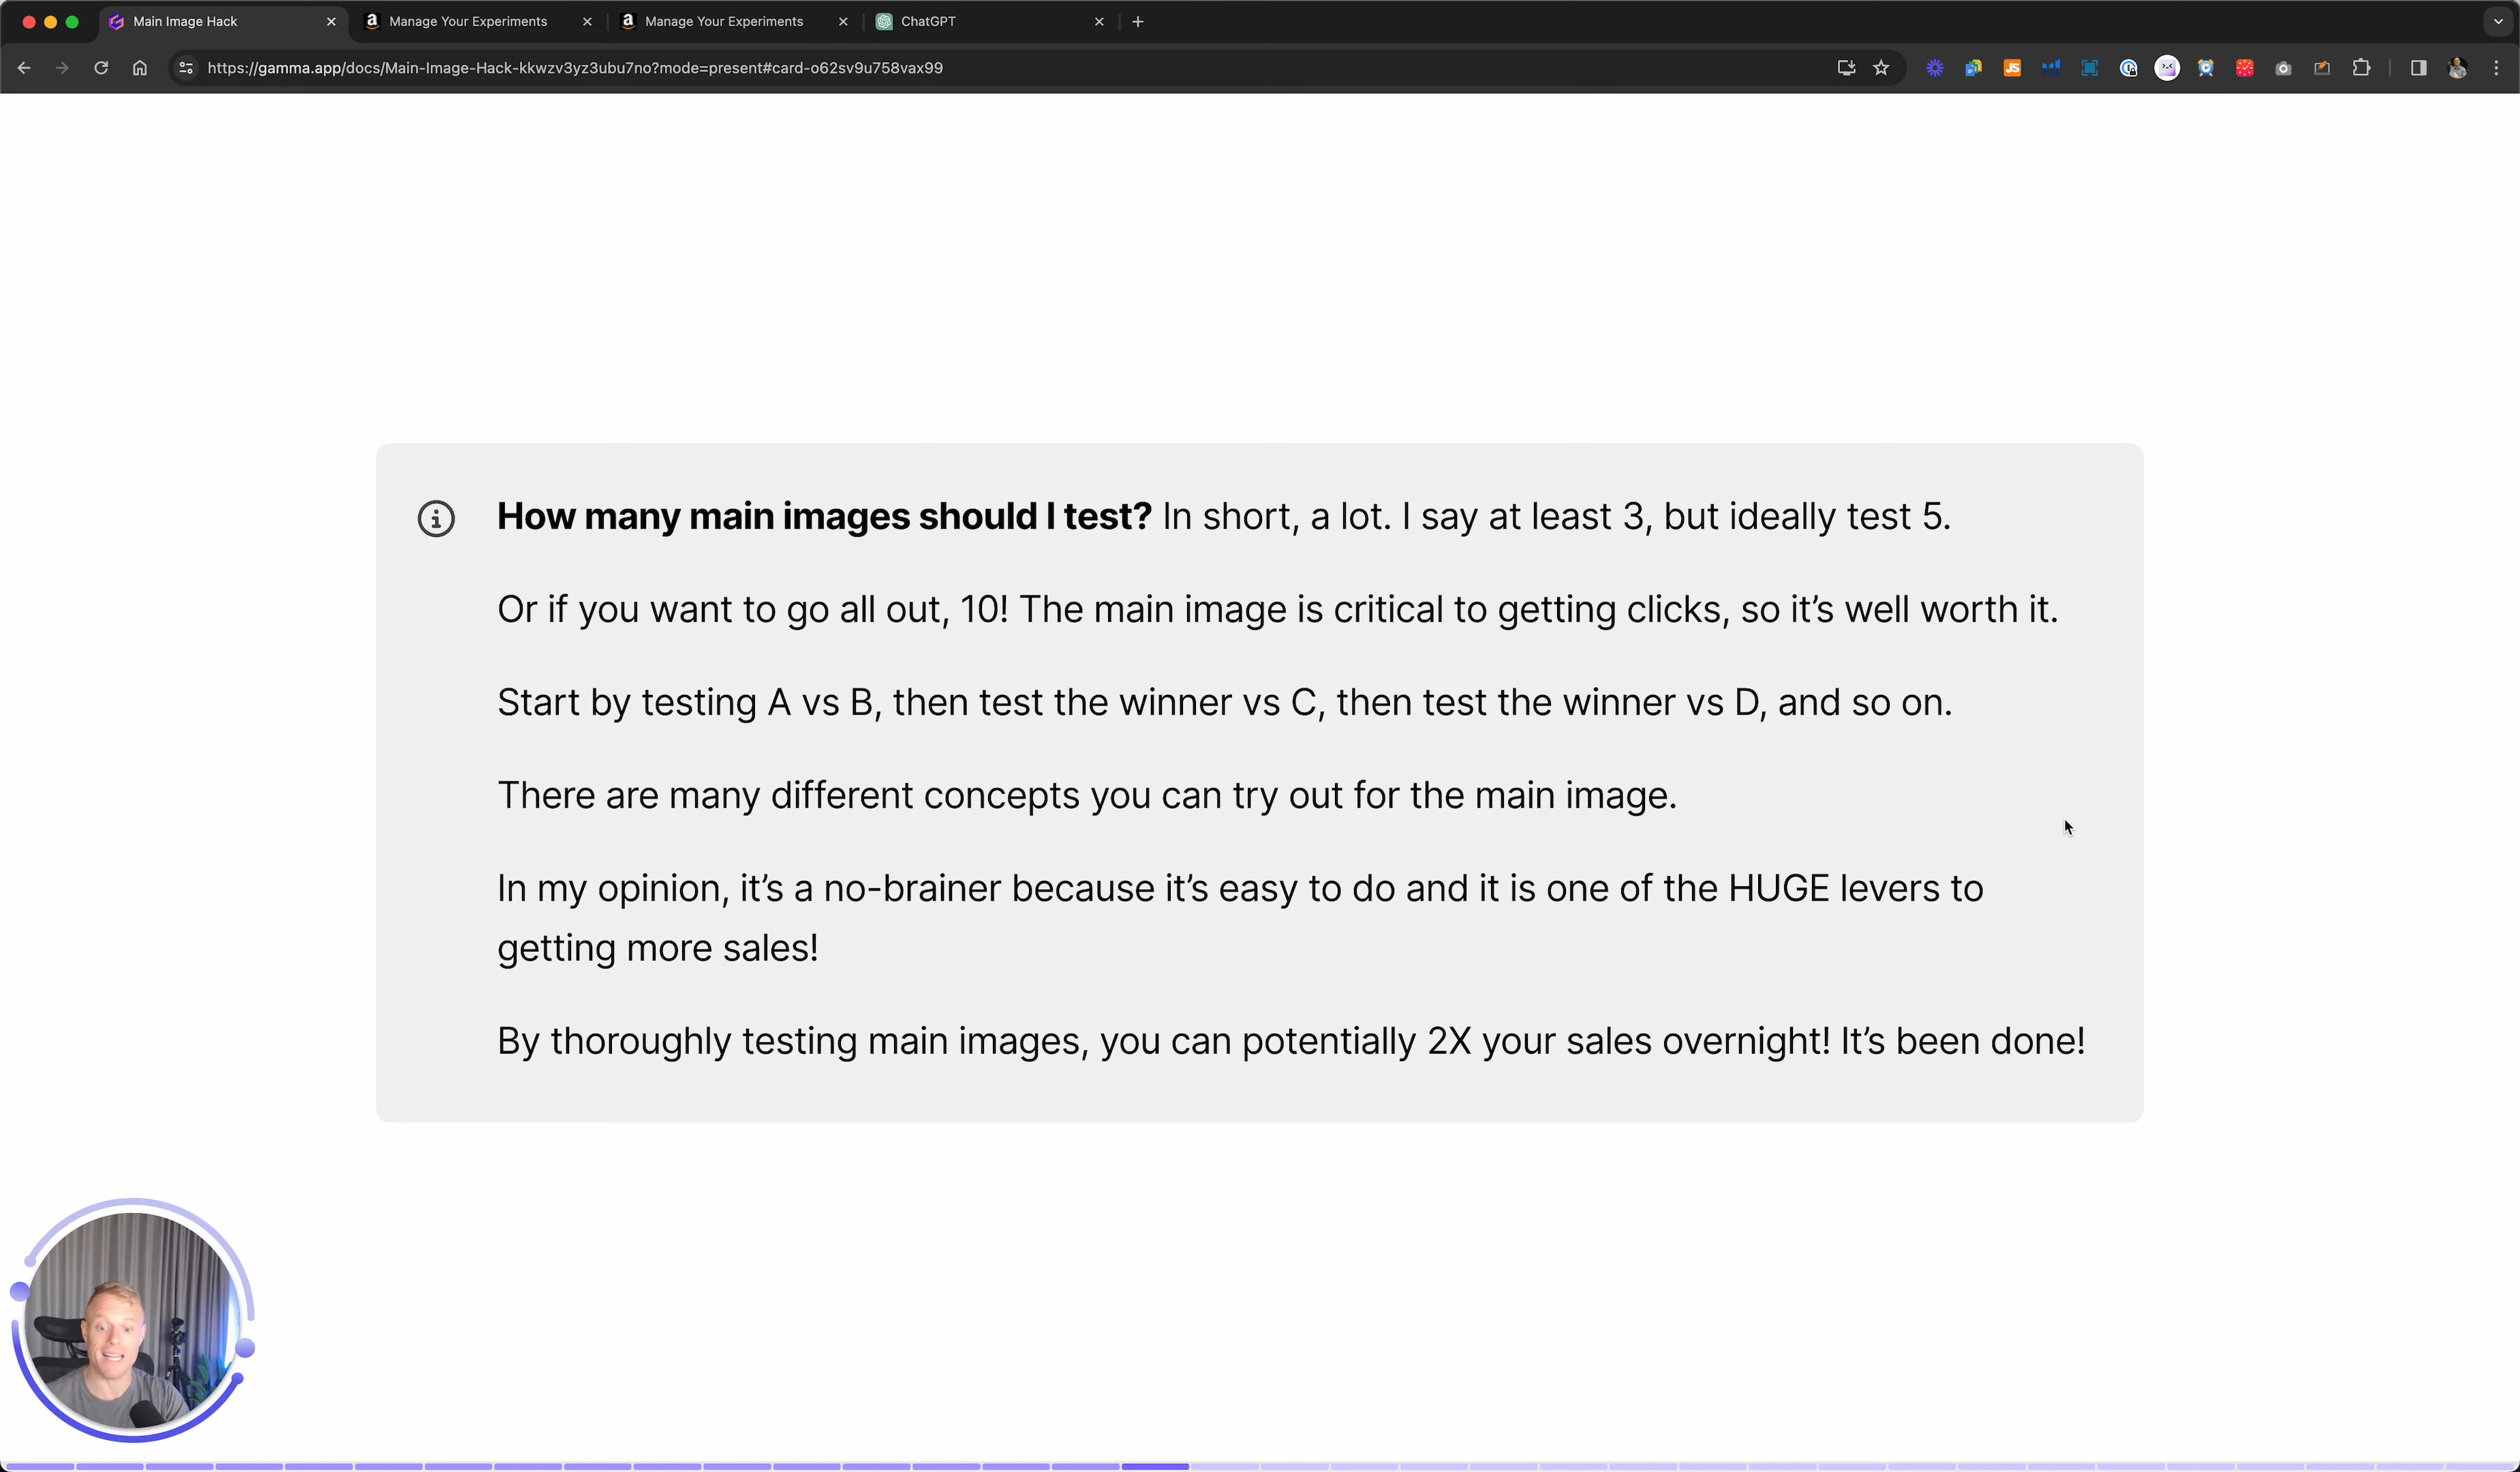 Main Image Hack
Manage Your Experiments
Manage Your Experiments
ChatGPT
https://gamma.app/docs/Main-Image-Hack-kkwzv3yz3ubu7no?mode=present#card-o62sv9u758vax99
How many main images should I test? In short, a lot. I say at least 3, but ideally test 5.
Or if you want to go all out, 10! The main image is critical to getting clicks, so it’s well worth it.
Start by testing A vs B, then test the winner vs C, then test the winner vs D, and so on.
There are many different concepts you can try out for the main image.
In my opinion, it’s a no-brainer because it’s easy to do and it is one of the HUGE levers to
getting more sales!
By thoroughly testing main images, you can potentially 2X your sales overnight! It’s been done!